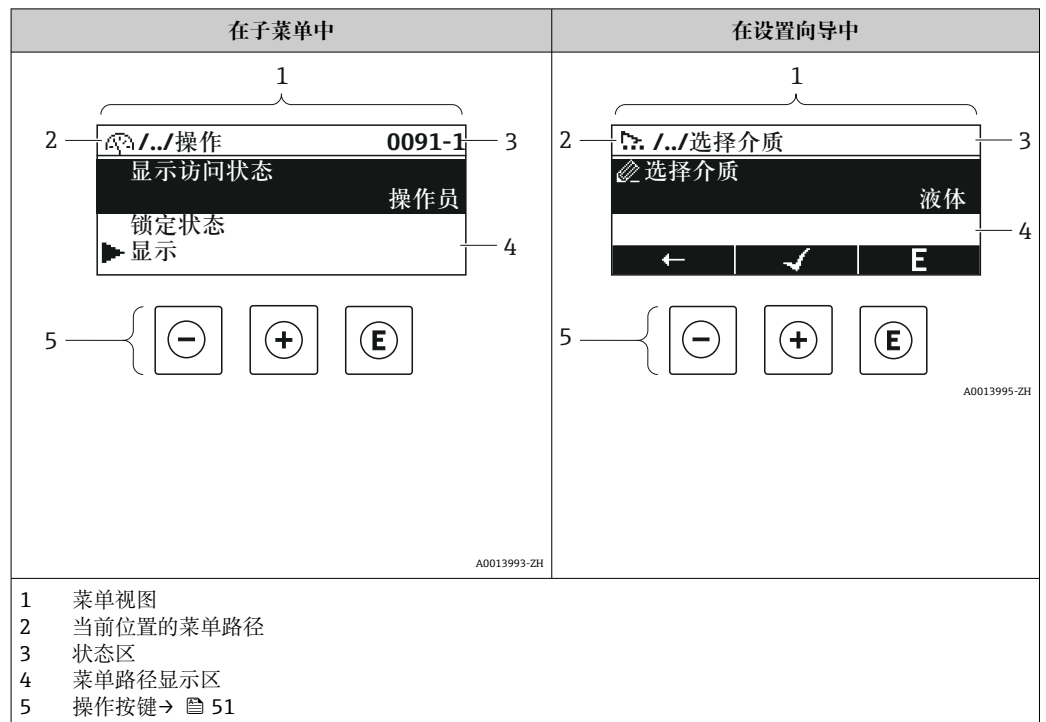 在子菜单中
1
2
/../操作 0091-1
3
显示访问状态
操作员
锁定状态
显示
4
5
- + E
A0013993-ZH
在设置向导中
1
2
/../选择介质
3
选择介质
液体
4
← ✓ E
5
- + E
A0013995-ZH
1 菜单视图
2 当前位置的菜单路径
3 状态区
4 菜单路径显示区
5 操作按键→ 51